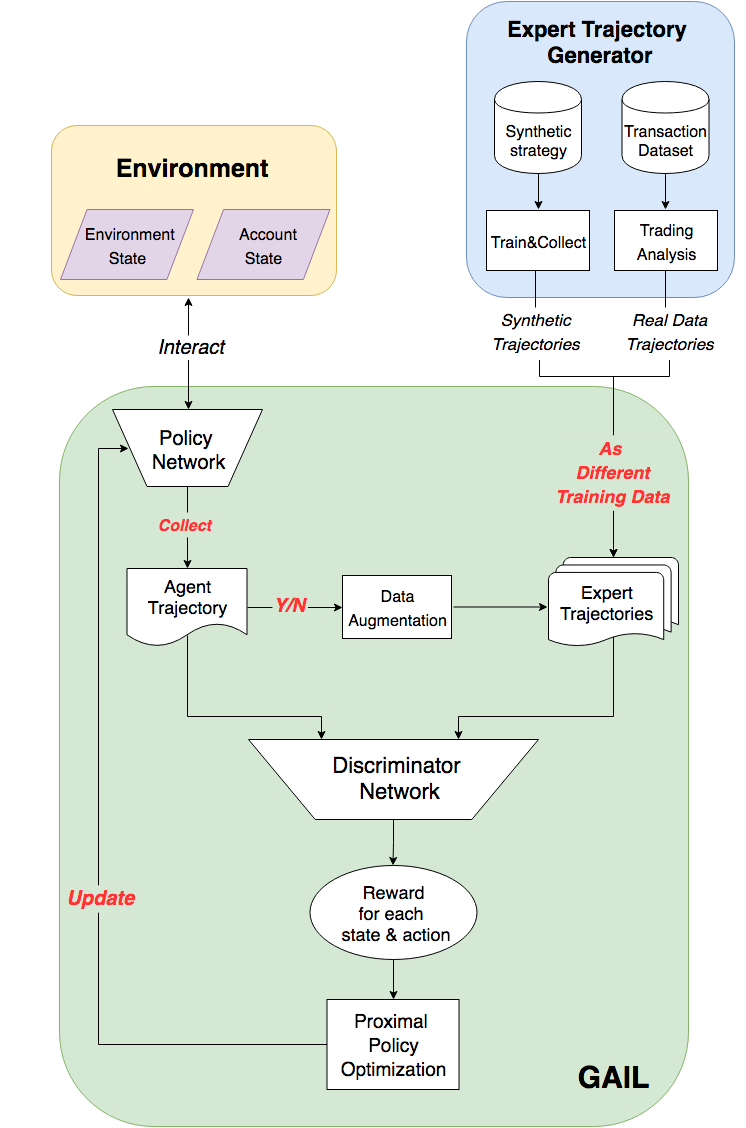 Expert Trajectory
Generator
Synthetic
strategy
Transaction
Dataset
Train&Collect
Trading
Analysis
Environment
Environment
State
Account
State
Synthetic
Trajectories
Real Data
Trajectories
Interact
Policy
Network
As
Different
Training Data
Collect
Agent
Trajectory
Y/N
Data
Augmentation
Expert
Trajectories
Discriminator
Network
Update
Reward
for each
state & action
Proximal
Policy
Optimization
GAIL